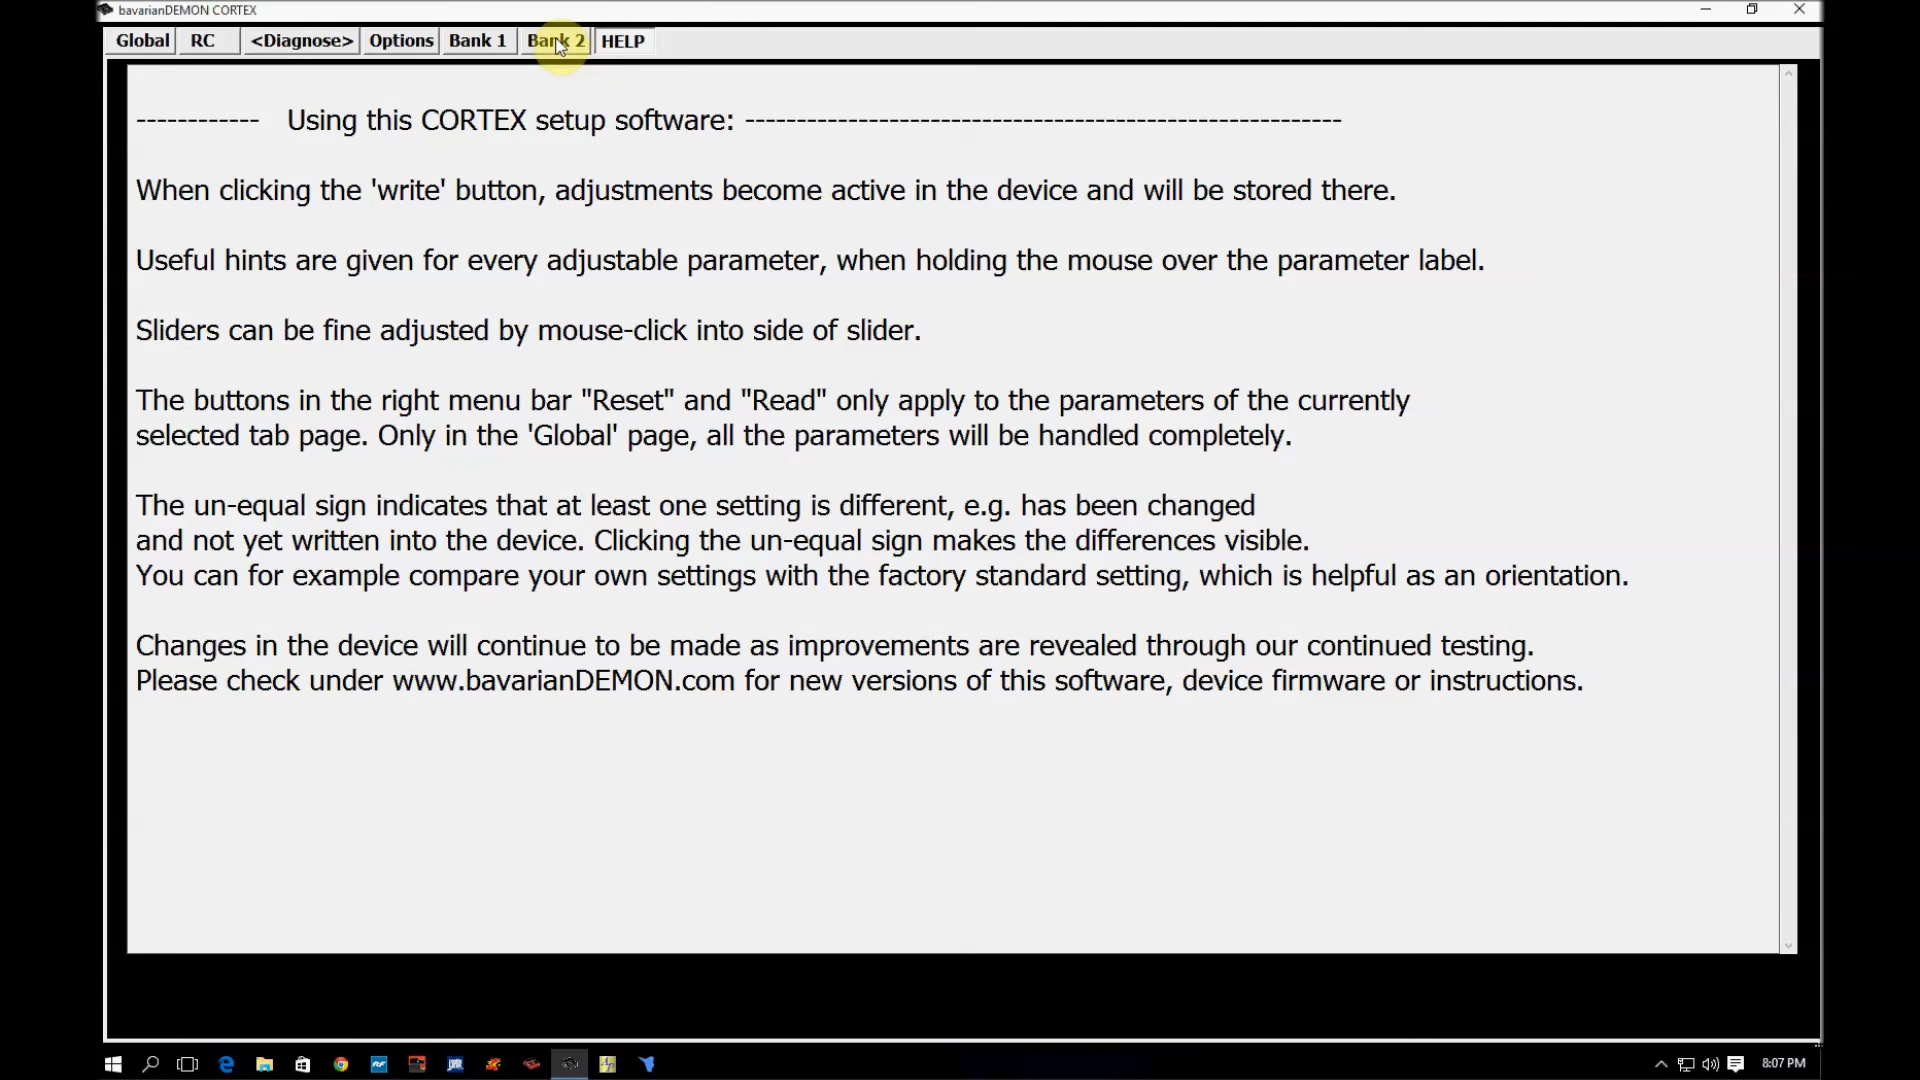 bavarianDEMON CORTEX
Global RC <Diagnose> Options Bank 1 Bank 2 HELP
------------ Using this CORTEX setup software: ----------------------------------------------------------
When clicking the 'write' button, adjustments become active in the device and will be stored there.
Useful hints are given for every adjustable parameter, when holding the mouse over the parameter label.
Sliders can be fine adjusted by mouse-click into side of slider.
The buttons in the right menu bar "Reset" and "Read" only apply to the parameters of the currently
selected tab page. Only in the 'Global' page, all the parameters will be handled completely.
The un-equal sign indicates that at least one setting is different, e.g. has been changed
and not yet written into the device. Clicking the un-equal sign makes the differences visible.
You can for example compare your own settings with the factory standard setting, which is helpful as an orientation.
Changes in the device will continue to be made as improvements are revealed through our continued testing.
Please check under www.bavarianDEMON.com for new versions of this software, device firmware or instructions.
8:07 PM